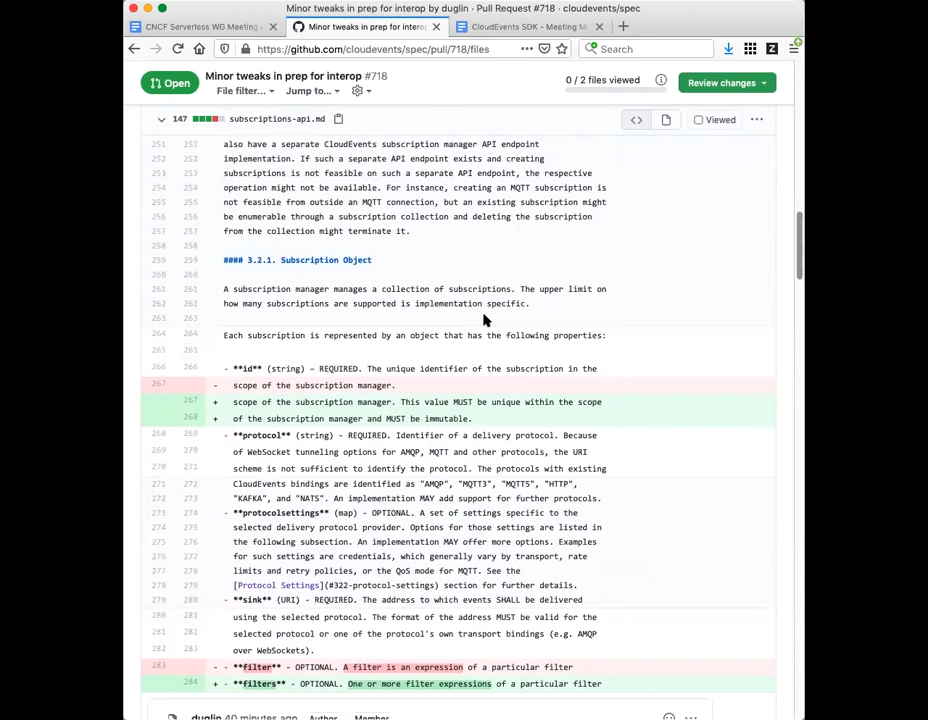 Minor tweaks in prep for interop by duglin · Pull Request #718 · cloudevents/spec
CNCF Serverless WG Meeting
Minor tweaks in prep for interop
CloudEvents SDK - Meeting M
https://github.com/cloudevents/spec/pull/718/files
Search
Open
Minor tweaks in prep for interop #718
File filter... Jump to...
0 / 2 files viewed
Review changes
147 subscriptions-api.md
Viewed
251 251 also have a separate CloudEvents subscription manager API endpoint
252 252 implementation. If such a separate API endpoint exists and creating
253 253 subscriptions is not feasible on such a separate API endpoint, the respective
254 254 operation might not be available. For instance, creating an MQTT subscription is
255 255 not feasible from outside an MQTT connection, but an existing subscription might
256 256 be enumerable through a subscription collection and deleting the subscription
257 257 from the collection might terminate it.
258 258
259 259 #### 3.2.1. Subscription Object
260 260
261 261 A subscription manager manages a collection of subscriptions. The upper limit on
262 262 how many subscriptions are supported is implementation specific.
263 263
264 264 Each subscription is represented by an object that has the following properties:
265 265
266 266 - **id** (string) – REQUIRED. The unique identifier of the subscription in the
267 - scope of the subscription manager.
267 + scope of the subscription manager. This value MUST be unique within the scope
268 + of the subscription manager and MUST be immutable.
268 269 - **protocol** (string) - REQUIRED. Identifier of a delivery protocol. Because
269 270 of WebSocket tunneling options for AMQP, MQTT and other protocols, the URI
270 271 scheme is not sufficient to identify the protocol. The protocols with existing
271 272 CloudEvents bindings are identified as "AMQP", "MQTT3", "MQTT5", "HTTP",
272 273 "KAFKA", and "NATS". An implementation MAY add support for further protocols.
273 274 - **protocolsettings** (map) - OPTIONAL. A set of settings specific to the
274 275 selected delivery protocol provider. Options for those settings are listed in
275 276 the following subsection. An implementation MAY offer more options. Examples
276 277 for such settings are credentials, which generally vary by transport, rate
277 278 limits and retry policies, or the QoS mode for MQTT. See the
278 279 [Protocol Settings](#322-protocol-settings) section for further details.
279 280 - **sink** (URI) - REQUIRED. The address to which events SHALL be delivered
280 281 using the selected protocol. The format of the address MUST be valid for the
281 282 selected protocol or one of the protocol's own transport bindings (e.g. AMQP
282 283 over WebSockets).
283 - - **filter** - OPTIONAL. A filter is an expression of a particular filter
284 + - **filters** - OPTIONAL. One or more filter expressions of a particular filter
duglin 40 minutes ago Author Member